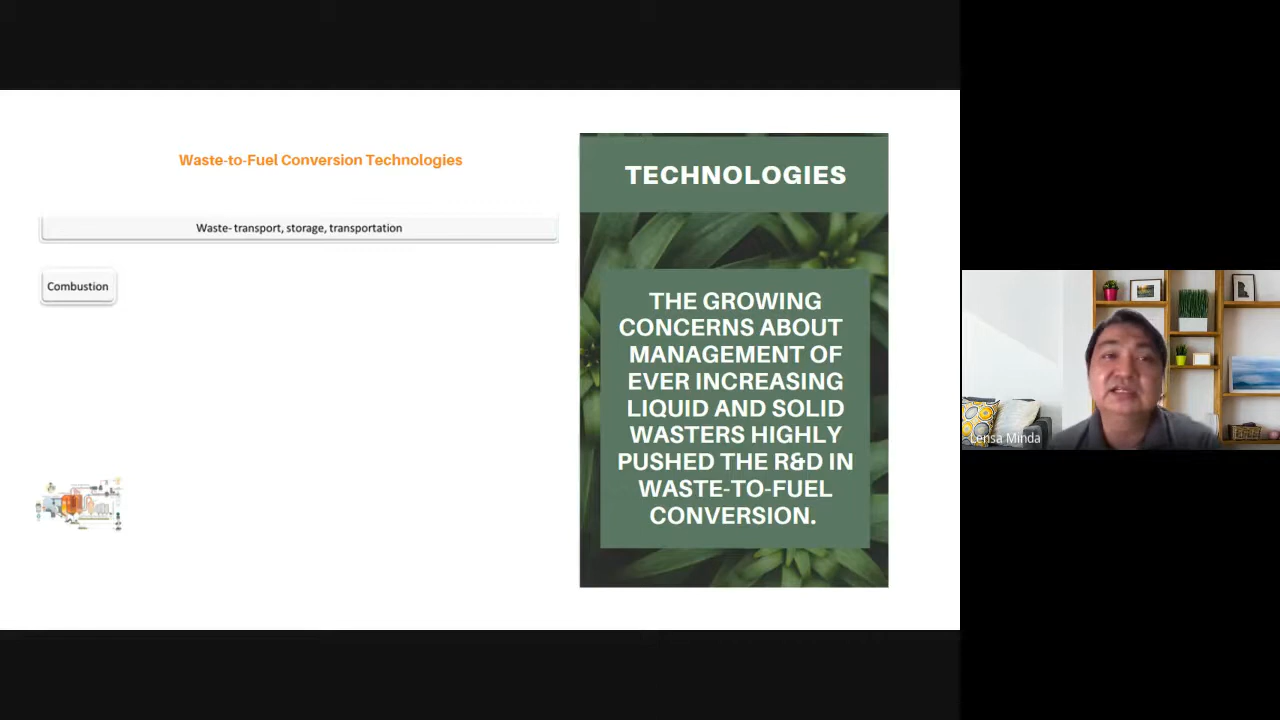 Waste-to-Fuel Conversion Technologies
Waste- transport, storage, transportation
Combustion
TECHNOLOGIES
THE GROWING
CONCERNS ABOUT
MANAGEMENT OF
EVER INCREASING
LIQUID AND SOLID
WASTERS HIGHLY
PUSHED THE R&D IN
WASTE-TO-FUEL
CONVERSION.
Lensa Minda